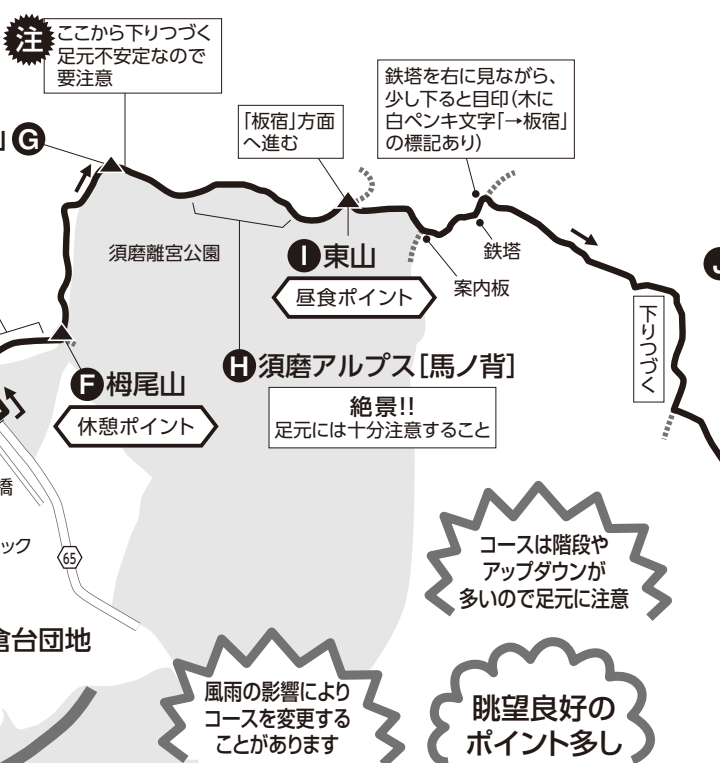 注
ここから下りつづく
足元不安定なので
要注意
鉄塔を右に見ながら、
少し下ると目印(木に
白ペンキ文字「→板宿」
の標記あり)
「板宿」方面
へ進む
山 G
須磨離宮公園
I 東山
昼食ポイント
鉄塔
案内板
J
下りつづく
H 須磨アルプス[馬ノ背]
絶景!!
足元には十分注意すること
F 栂尾山
休憩ポイント
橋
ック
65
倉台団地
コースは階段や
アップダウンが
多いので足元に注意
風雨の影響により
コースを変更する
ことがあります
眺望良好の
ポイント多し